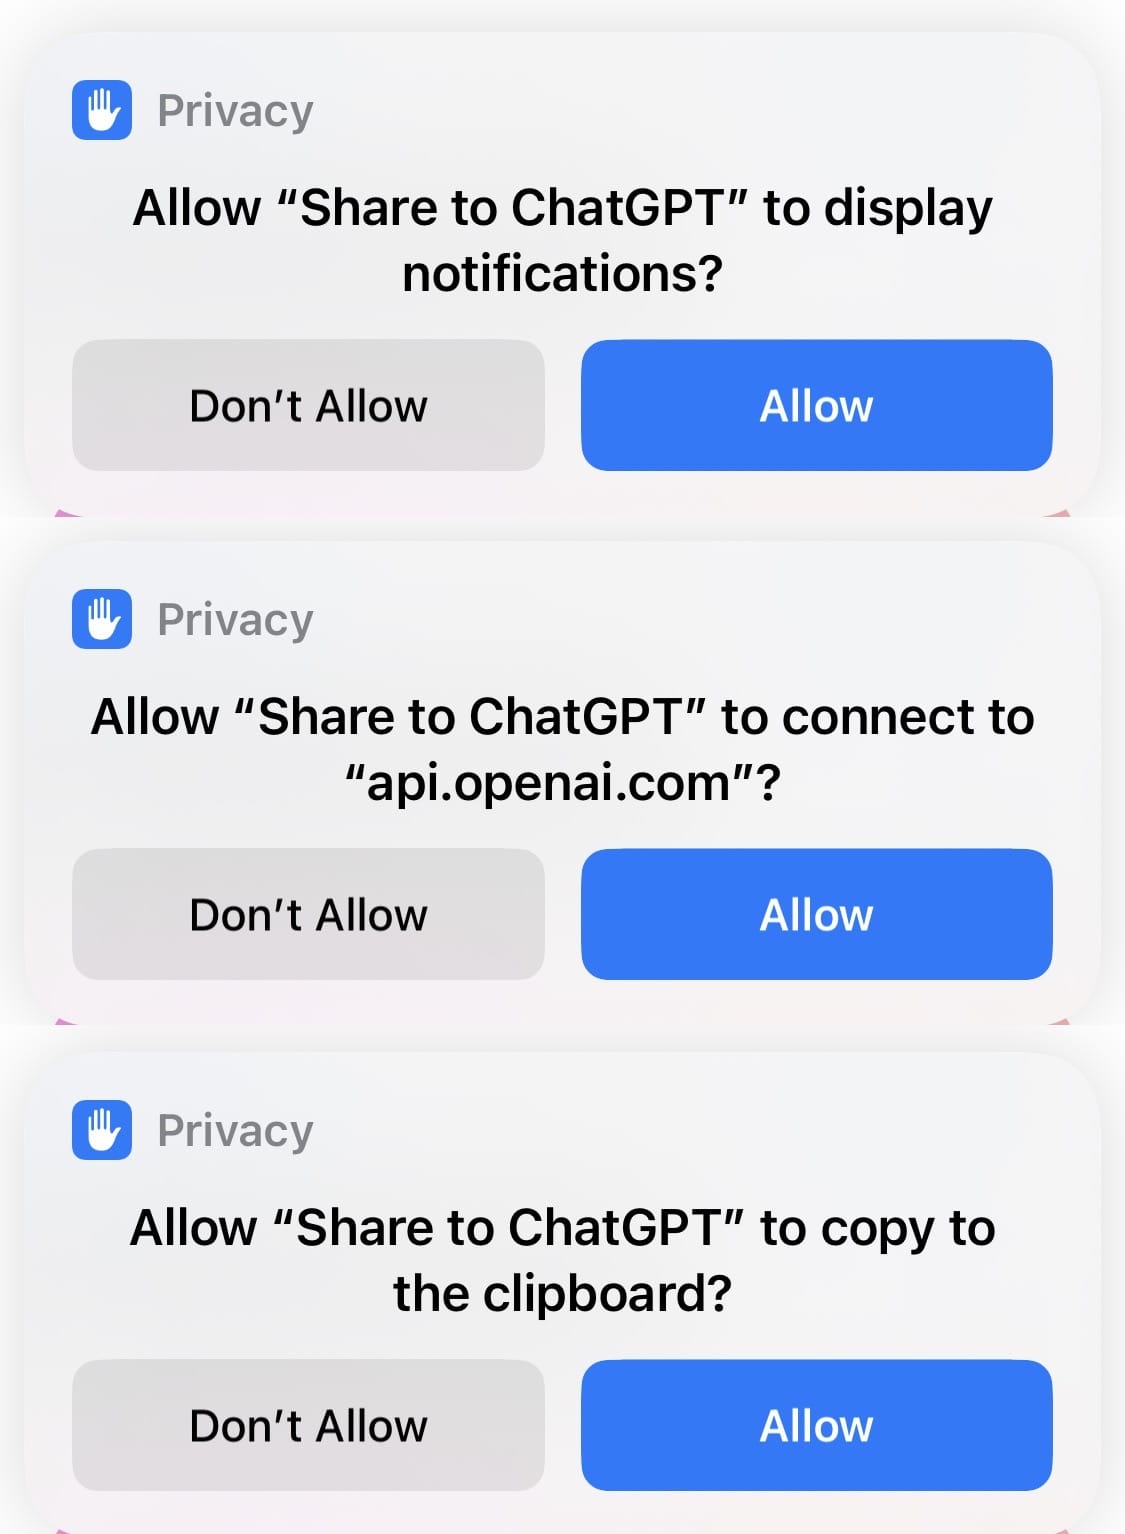 Privacy
Allow “Share to ChatGPT” to display
notifications?
Don’t Allow
Allow
Privacy
Allow “Share to ChatGPT” to connect to
“api.openai.com”?
Don’t Allow
Allow
Privacy
Allow “Share to ChatGPT” to copy to
the clipboard?
Don’t Allow
Allow